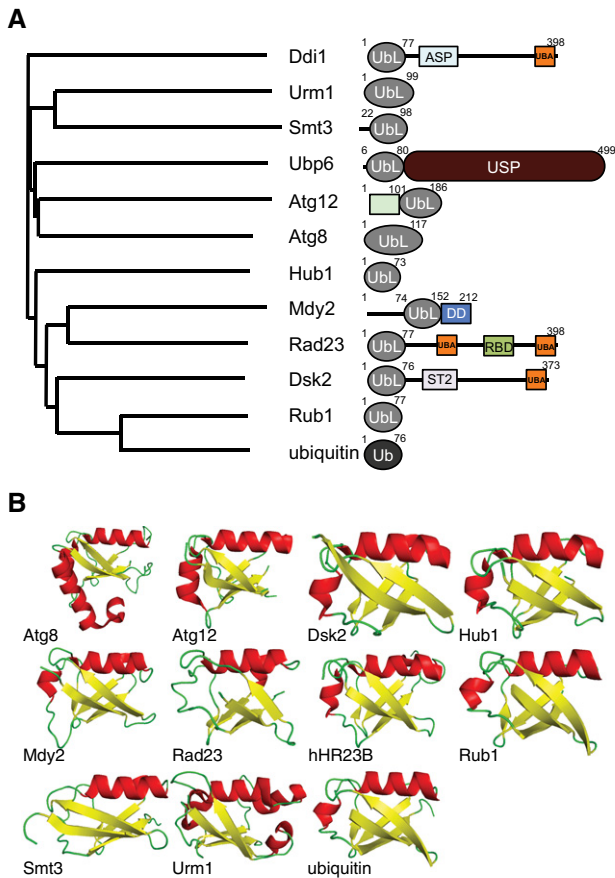 A
Ddi1 1 UbL 77 ASP UBA 398
Urm1 1 UbL 99
Smt3 22 UbL 98
Ubp6 6 UbL 80 USP 499
Atg12 1 101 UbL 186
Atg8 1 UbL 117
Hub1 1 UbL 73
Mdy2 1 74 UbL 152 DD 212
Rad23 1 UbL 77 UBA RBD UBA 398
Dsk2 1 UbL 76 ST2 UBA 373
Rub1 1 UbL 77
ubiquitin 1 Ub 76
B
Atg8 Atg12 Dsk2 Hub1
Mdy2 Rad23 hHR23B Rub1
Smt3 Urm1 ubiquitin